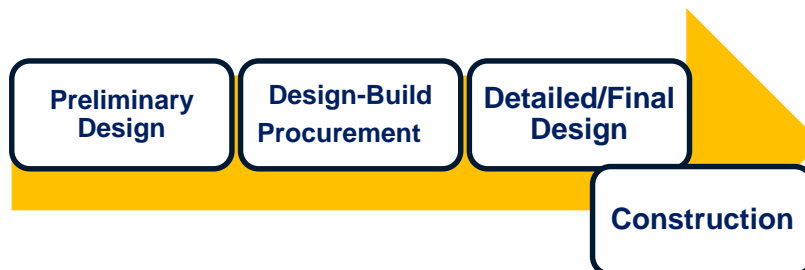 Preliminary
Design
Design-Build
Procurement
Detailed/Final
Design
Construction